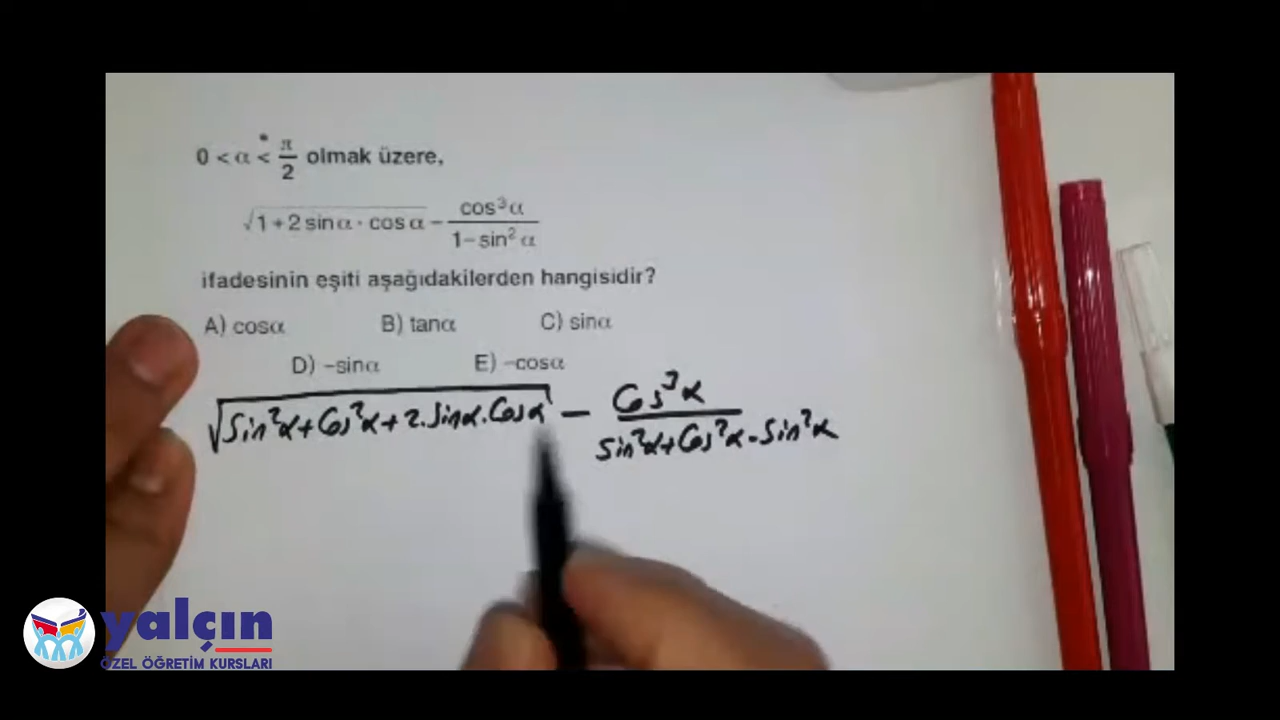 0 < α < π/2 olmak üzere,
√1+2 sinα · cosα − cos³α / 1−sin²α
ifadesinin eşiti aşağıdakilerden hangisidir?
A) cosα B) tanα C) sinα
D) −sinα E) −cosα
√Sin²α+Cos²α+2.Sinα.Cosα − Cos³α / Sin²α+Cos²α-Sin²α
yalçın
ÖZEL ÖĞRETİM KURSLARI